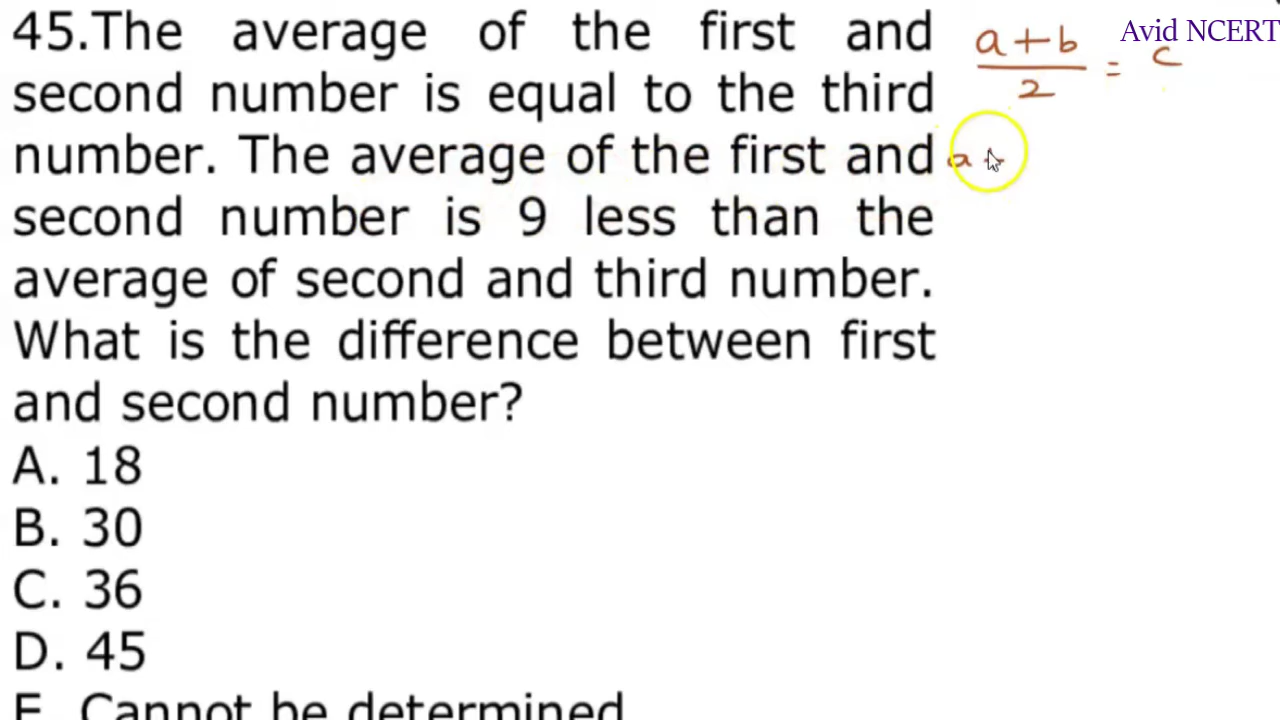 45.The average of the first and
second number is equal to the third
number. The average of the first and
second number is 9 less than the
average of second and third number.
What is the difference between first
and second number?
A. 18
B. 30
C. 36
D. 45
E. Cannot be determined
Avid NCERT
a+b
2
= c
a